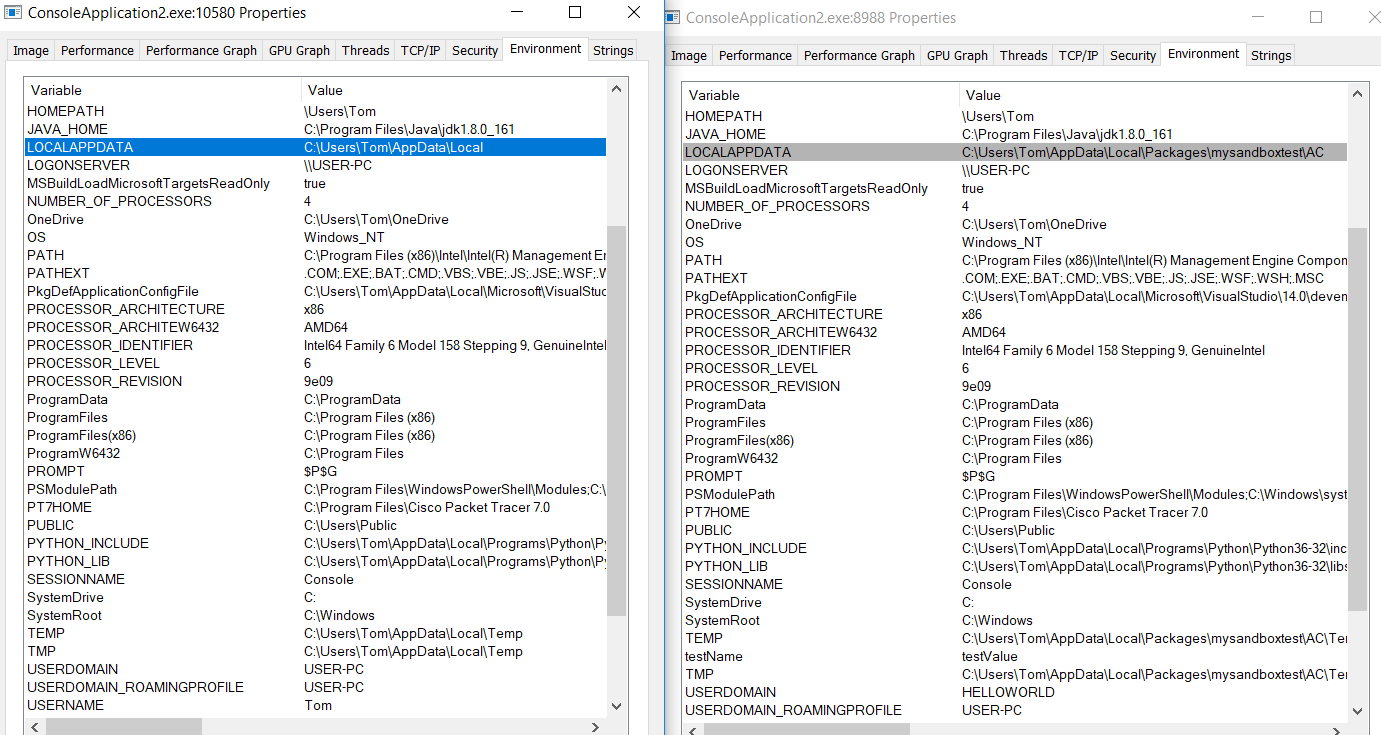 ConsoleApplication2.exe:10580 Properties
Image Performance Performance Graph GPU Graph Threads TCP/IP Security Environment Strings
Variable Value
HOMEPATH \Users\Tom
JAVA_HOME C:\Program Files\Java\jdk1.8.0_161
LOCALAPPDATA C:\Users\Tom\AppData\Local
LOGONSERVER \\USER-PC
MSBuildLoadMicrosoftTargetsReadOnly true
NUMBER_OF_PROCESSORS 4
OneDrive C:\Users\Tom\OneDrive
OS Windows_NT
PATH C:\Program Files (x86)\Intel\Intel(R) Management Eng
PATHEXT .COM;.EXE;.BAT;.CMD;.VBS;.VBE;.JS;.JSE;.WSF;.W
PkgDefApplicationConfigFile C:\Users\Tom\AppData\Local\Microsoft\VisualStudio
PROCESSOR_ARCHITECTURE x86
PROCESSOR_ARCHITEW6432 AMD64
PROCESSOR_IDENTIFIER Intel64 Family 6 Model 158 Stepping 9, GenuineIntel
PROCESSOR_LEVEL 6
PROCESSOR_REVISION 9e09
ProgramData C:\ProgramData
ProgramFiles C:\Program Files (x86)
ProgramFiles(x86) C:\Program Files (x86)
ProgramW6432 C:\Program Files
PROMPT $P$G
PSModulePath C:\Program Files\WindowsPowerShell\Modules;C:\
PT7HOME C:\Program Files\Cisco Packet Tracer 7.0
PUBLIC C:\Users\Public
PYTHON_INCLUDE C:\Users\Tom\AppData\Local\Programs\Python\Py
PYTHON_LIB C:\Users\Tom\AppData\Local\Programs\Python\Py
SESSIONNAME Console
SystemDrive C:
SystemRoot C:\Windows
TEMP C:\Users\Tom\AppData\Local\Temp
TMP C:\Users\Tom\AppData\Local\Temp
USERDOMAIN USER-PC
USERDOMAIN_ROAMINGPROFILE USER-PC
USERNAME Tom
ConsoleApplication2.exe:8988 Properties
Image Performance Performance Graph GPU Graph Threads TCP/IP Security Environment Strings
Variable Value
HOMEPATH \Users\Tom
JAVA_HOME C:\Program Files\Java\jdk1.8.0_161
LOCALAPPDATA C:\Users\Tom\AppData\Local\Packages\mysandboxtest\AC
LOGONSERVER \\USER-PC
MSBuildLoadMicrosoftTargetsReadOnly true
NUMBER_OF_PROCESSORS 4
OneDrive C:\Users\Tom\OneDrive
OS Windows_NT
PATH C:\Program Files (x86)\Intel\Intel(R) Management Engine Compon
PATHEXT .COM;.EXE;.BAT;.CMD;.VBS;.VBE;.JS;.JSE;.WSF;.WSH;.MSC
PkgDefApplicationConfigFile C:\Users\Tom\AppData\Local\Microsoft\VisualStudio\14.0\deven
PROCESSOR_ARCHITECTURE x86
PROCESSOR_ARCHITEW6432 AMD64
PROCESSOR_IDENTIFIER Intel64 Family 6 Model 158 Stepping 9, GenuineIntel
PROCESSOR_LEVEL 6
PROCESSOR_REVISION 9e09
ProgramData C:\ProgramData
ProgramFiles C:\Program Files (x86)
ProgramFiles(x86) C:\Program Files (x86)
ProgramW6432 C:\Program Files
PROMPT $P$G
PSModulePath C:\Program Files\WindowsPowerShell\Modules;C:\Windows\syst
PT7HOME C:\Program Files\Cisco Packet Tracer 7.0
PUBLIC C:\Users\Public
PYTHON_INCLUDE C:\Users\Tom\AppData\Local\Programs\Python\Python36-32\inc
PYTHON_LIB C:\Users\Tom\AppData\Local\Programs\Python\Python36-32\libs
SESSIONNAME Console
SystemDrive C:
SystemRoot C:\Windows
TEMP C:\Users\Tom\AppData\Local\Packages\mysandboxtest\AC\Ter
testName testValue
TMP C:\Users\Tom\AppData\Local\Packages\mysandboxtest\AC\Ter
USERDOMAIN HELLOWORLD
USERDOMAIN_ROAMINGPROFILE USER-PC